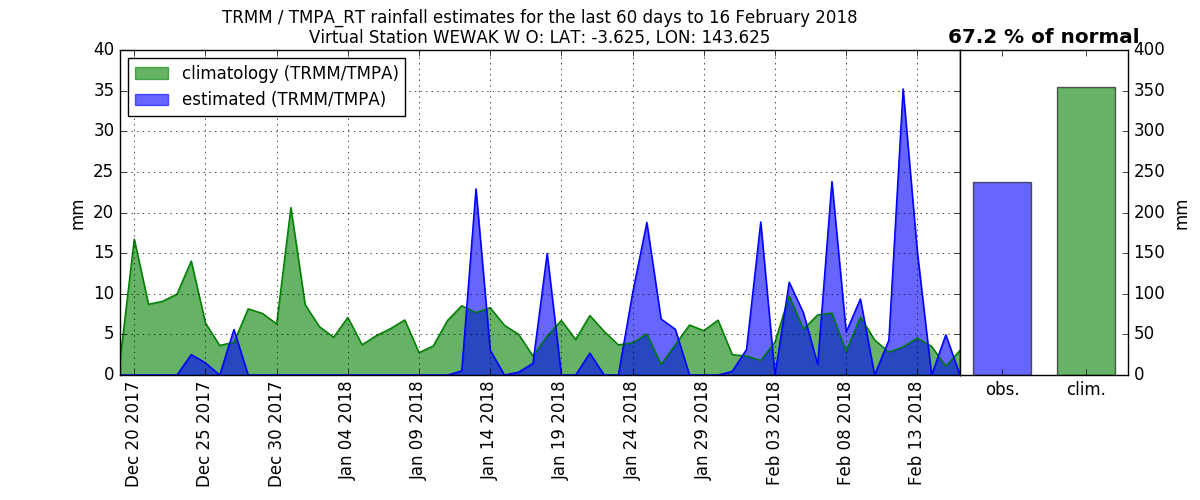 TRMM / TMPA_RT rainfall estimates for the last 60 days to 16 February 2018
Virtual Station WEWAK W O: LAT: -3.625, LON: 143.625
67.2 % of normal
climatology (TRMM/TMPA)
estimated (TRMM/TMPA)
mm
40
35
30
25
20
15
10
5
0
Dec 20 2017
Dec 25 2017
Dec 30 2017
Jan 04 2018
Jan 09 2018
Jan 14 2018
Jan 19 2018
Jan 24 2018
Jan 29 2018
Feb 03 2018
Feb 08 2018
Feb 13 2018
obs.
clim.
400
350
300
250
200
150
100
50
0
mm